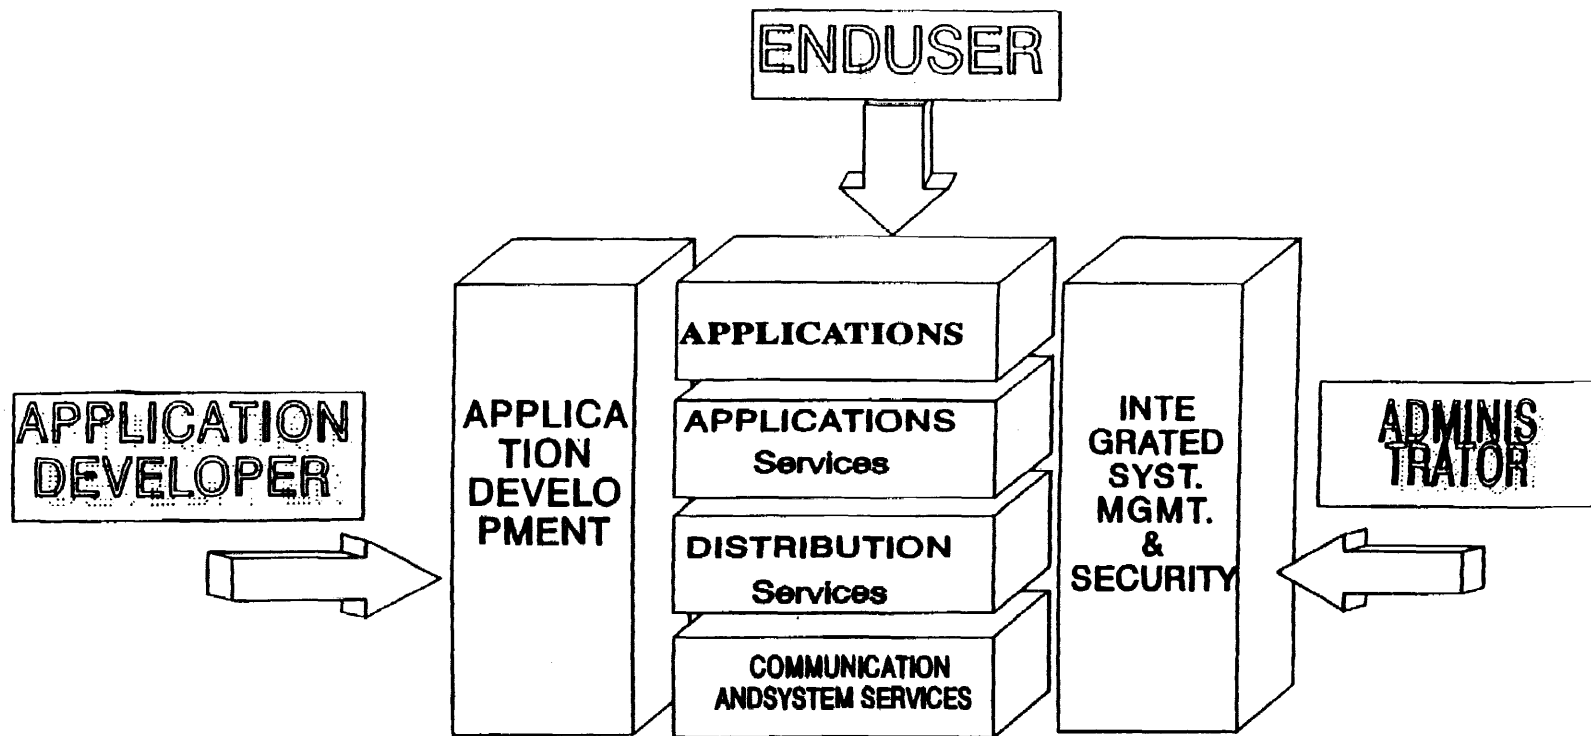 ENDUSER
APPLICATION
DEVELOPER
APPLICA
TION
DEVELO
PMENT
APPLICATIONS
APPLICATIONS
Services
DISTRIBUTION
Services
COMMUNICATION
ANDSYSTEM SERVICES
INTE
GRATED
SYST.
MGMT.
&
SECURITY
ADMINIS
TRATOR